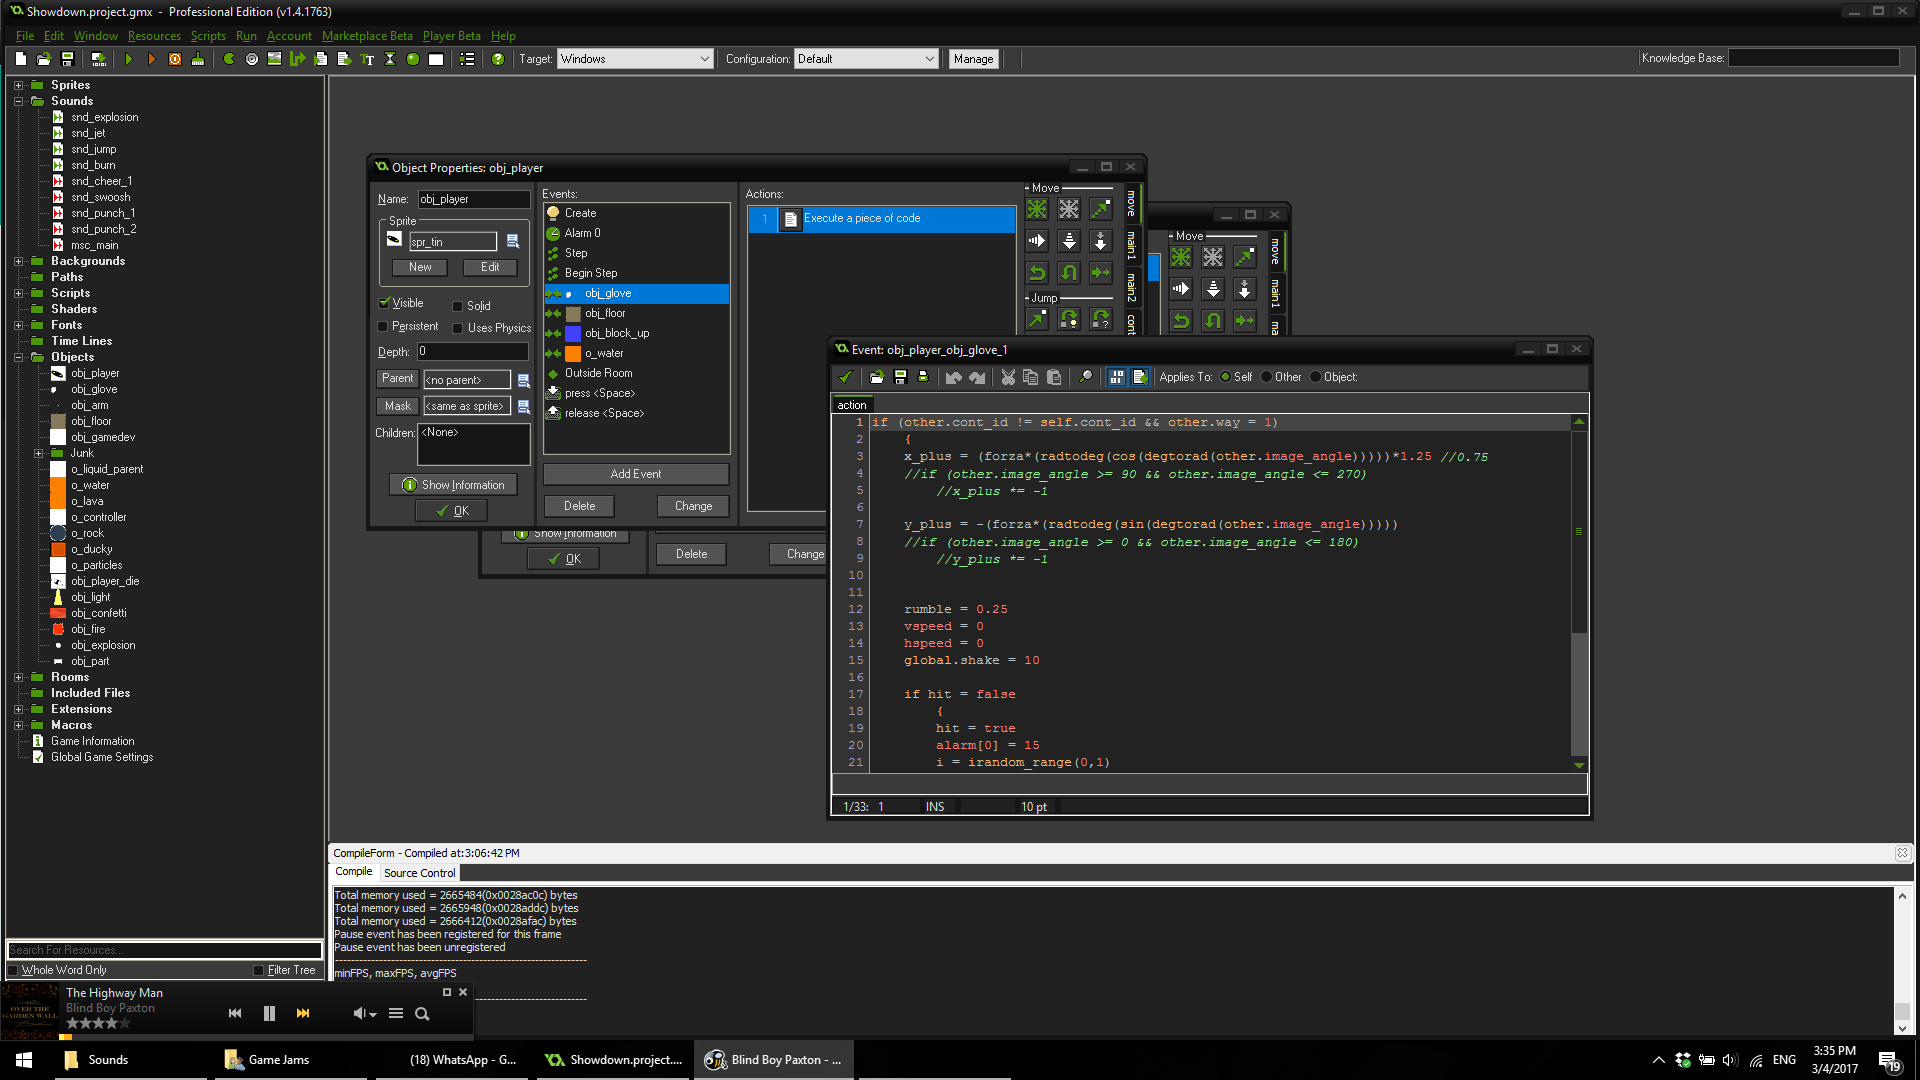 Showdown.project.gmx - Professional Edition (v1.4.1763)
File Edit Window Resources Scripts Run Account Marketplace Beta Player Beta Help
Target: Windows Configuration: Default Manage Knowledge Base:
Sprites
Sounds
snd_explosion
snd_jet
snd_jump
snd_burn
snd_cheer_1
snd_swoosh
snd_punch_1
snd_punch_2
msc_main
Backgrounds
Paths
Scripts
Shaders
Fonts
Time Lines
Objects
obj_player
obj_glove
obj_arm
obj_floor
obj_gamedev
Junk
o_liquid_parent
o_water
o_lava
o_controller
o_rock
o_ducky
o_particles
obj_player_die
obj_light
obj_confetti
obj_fire
obj_explosion
obj_part
Rooms
Included Files
Extensions
Macros
Game Information
Global Game Settings
Search For Resources...
Whole Word Only Filter Tree
Object Properties: obj_player
Name: obj_player
Sprite
spr_tin
New Edit
Visible Solid
Persistent Uses Physics
Depth: 0
Parent <no parent>
Mask <same as sprite>
Children: <None>
Show Information
OK
Events:
Create
Alarm 0
Step
Begin Step
obj_glove
obj_floor
obj_block_up
o_water
Outside Room
press <Space>
release <Space>
Add Event
Delete Change
Actions:
1 Execute a piece of code
Move
Jump
move
main1
main2
cont
Move
move
main1
ma
Show Information
OK
Delete Change
Event: obj_player_obj_glove_1
Applies To: Self Other Object:
action
1 if (other.cont_id != self.cont_id && other.way = 1)
2 {
3 x_plus = (forza*(radtodeg(cos(degtorad(other.image_angle)))))*1.25 //0.75
4 //if (other.image_angle >= 90 && other.image_angle <= 270)
5 //x_plus *= -1
6
7 y_plus = -(forza*(radtodeg(sin(degtorad(other.image_angle)))))
8 //if (other.image_angle >= 0 && other.image_angle <= 180)
9 //y_plus *= -1
10
11
12 rumble = 0.25
13 vspeed = 0
14 hspeed = 0
15 global.shake = 10
16
17 if hit = false
18 {
19 hit = true
20 alarm[0] = 15
21 i = irandom_range(0,1)
1/33: 1 INS 10 pt
CompileForm - Compiled at:3:06:42 PM
Compile Source Control
Total memory used = 2665484(0x0028ac0c) bytes
Total memory used = 2665948(0x0028addc) bytes
Total memory used = 2666412(0x0028afac) bytes
Pause event has been registered for this frame
Pause event has been unregistered
minFPS, maxFPS, avgFPS
OVER THE
GARDEN WALL
The Highway Man
Blind Boy Paxton
Sounds
Game Jams
(18) WhatsApp - G...
Showdown.project....
Blind Boy Paxton - ...
ENG
3:35 PM
3/4/2017
19